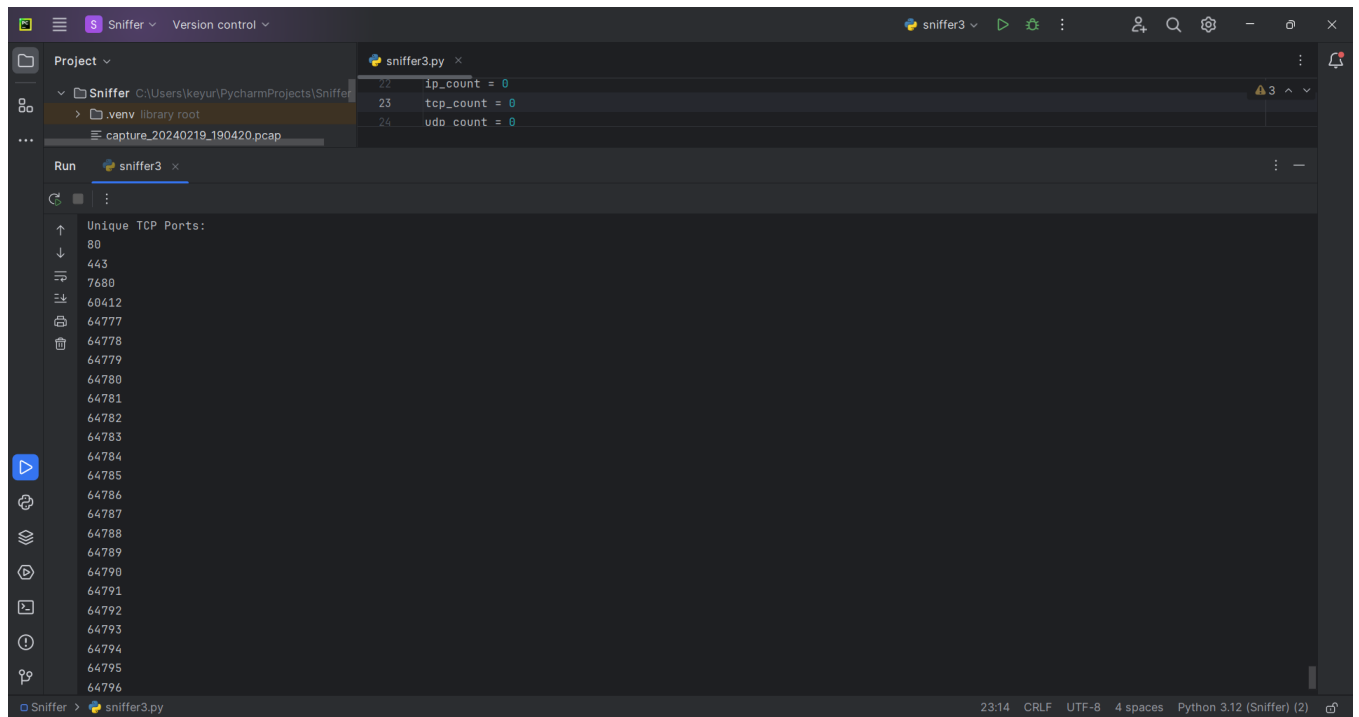 PC S Sniffer Version control sniffer3
Project
sniffer3.py
Sniffer C:\Users\keyur\PycharmProjects\Sniffer
.venv library root
capture_20240219_190420.pcap
22 ip_count = 0
23 tcp_count = 0
24 udp_count = 0
3
Run sniffer3
Unique TCP Ports:
80
443
7680
60412
64777
64778
64779
64780
64781
64782
64783
64784
64785
64786
64787
64788
64789
64790
64791
64792
64793
64794
64795
64796
Sniffer > sniffer3.py 23:14 CRLF UTF-8 4 spaces Python 3.12 (Sniffer) (2)